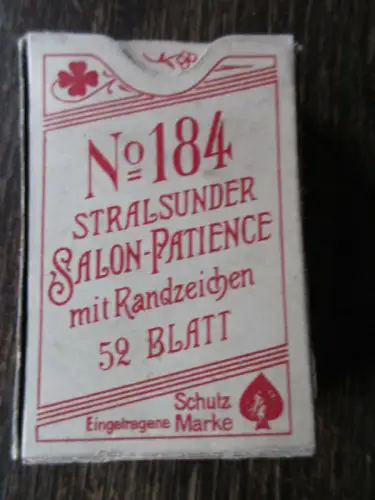 No 184
STRALSUNDER
SALON-PATIENCE
mit Randzeichen
52 BLATT
Eingetragene Schutz Marke